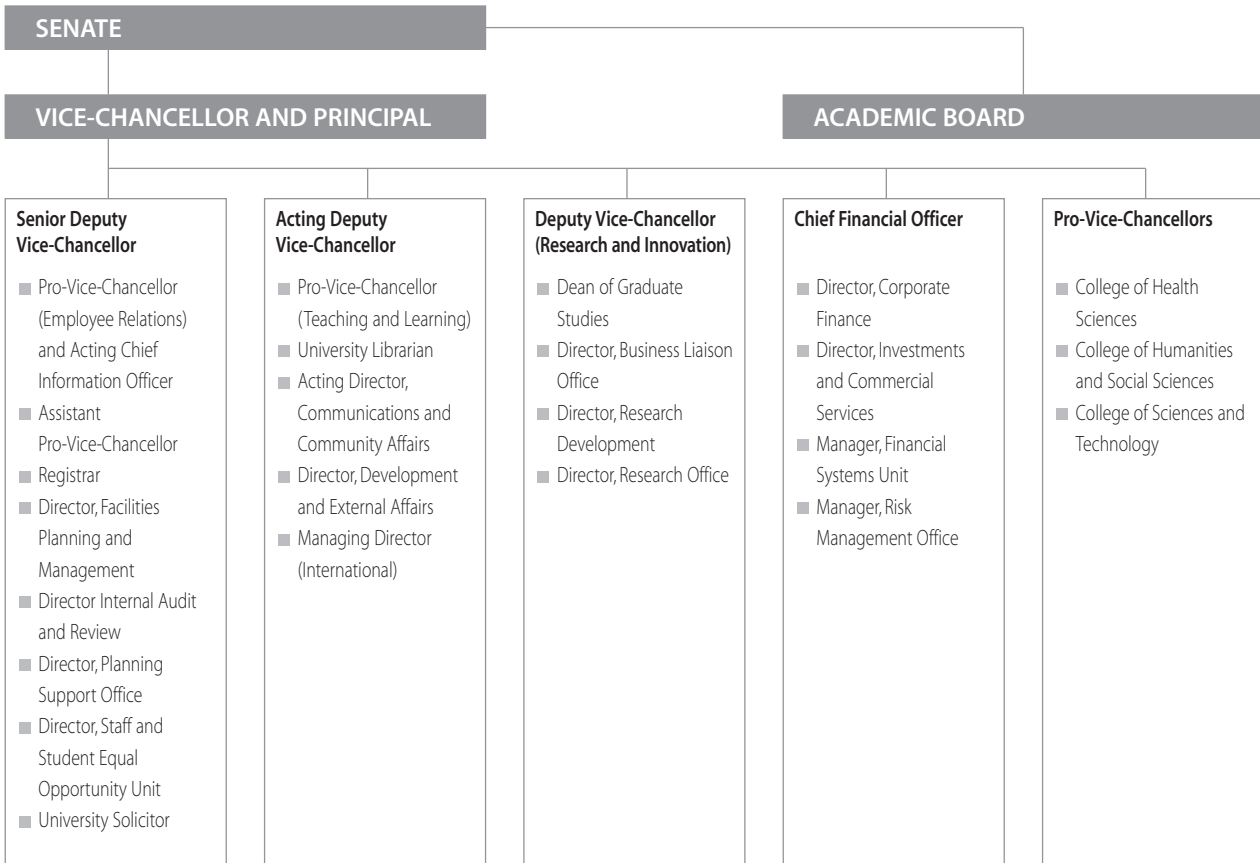 SENATE
VICE-CHANCELLOR AND PRINCIPAL
ACADEMIC BOARD
Senior Deputy
Vice-Chancellor
Pro-Vice-Chancellor
(Employee Relations)
and Acting Chief
Information Officer
Assistant
Pro-Vice-Chancellor
Registrar
Director, Facilities
Planning and
Management
Director Internal Audit
and Review
Director, Planning
Support Office
Director, Staff and
Student Equal
Opportunity Unit
University Solicitor
Acting Deputy
Vice-Chancellor
Pro-Vice-Chancellor
(Teaching and Learning)
University Librarian
Acting Director,
Communications and
Community Affairs
Director, Development
and External Affairs
Managing Director
(International)
Deputy Vice-Chancellor
(Research and Innovation)
Dean of Graduate
Studies
Director, Business Liaison
Office
Director, Research
Development
Director, Research Office
Chief Financial Officer
Director, Corporate
Finance
Director, Investments
and Commercial
Services
Manager, Financial
Systems Unit
Manager, Risk
Management Office
Pro-Vice-Chancellors
College of Health
Sciences
College of Humanities
and Social Sciences
College of Sciences and
Technology